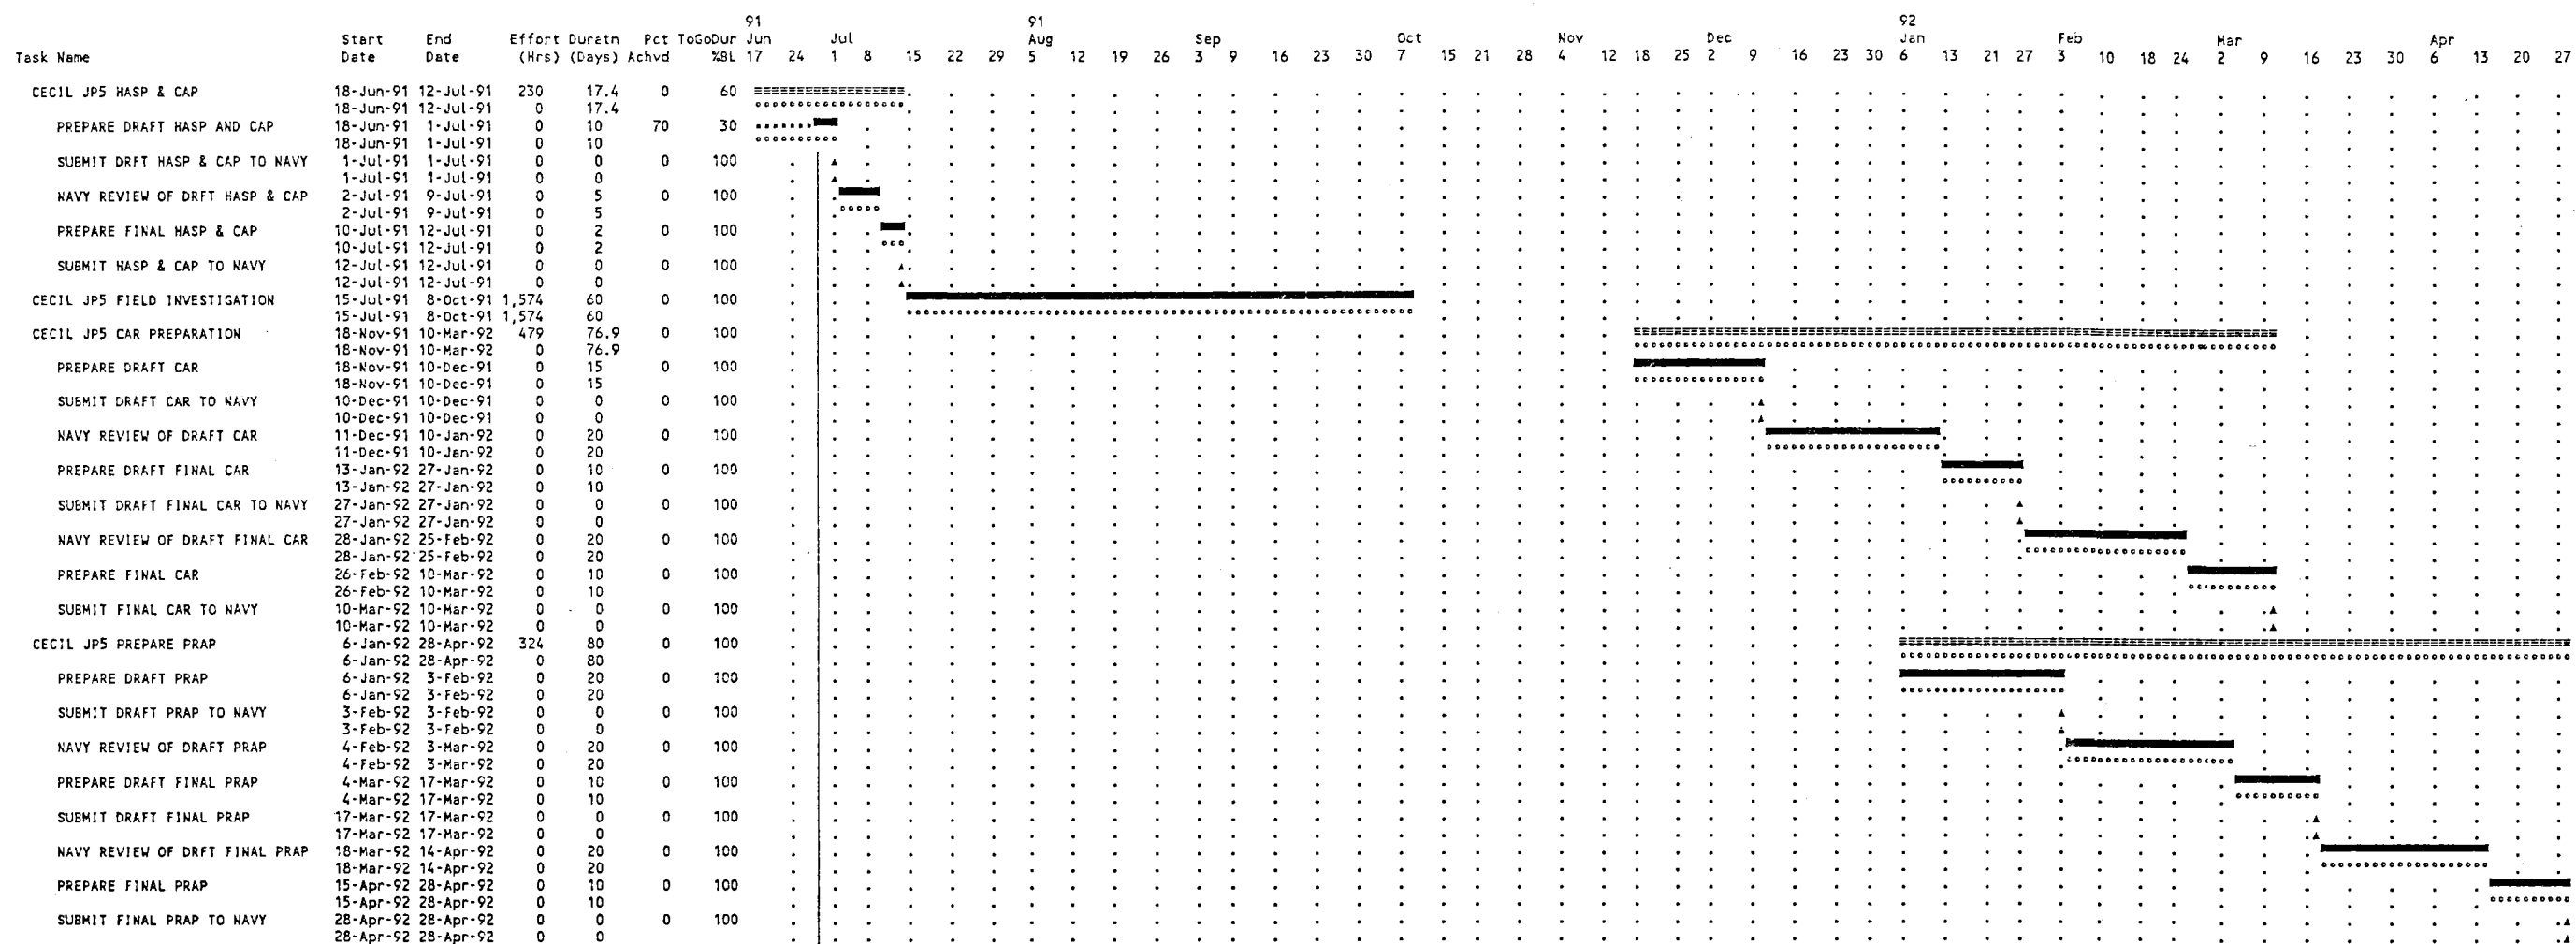 91 91 92
Start End Effort Duratn Pct ToGoDur Jun Jul Aug Sep Oct Nov Dec Jan Feb Mar Apr
Task Name Date Date (Hrs) (Days) Achvd %BL 17 24 1 8 15 22 29 5 12 19 26 3 9 16 23 30 7 15 21 28 4 12 18 25 2 9 16 23 30 6 13 21 27 3 10 18 24 2 9 16 23 30 6 13 20 27
CECIL JP5 HASP & CAP 18-Jun-91 12-Jul-91 230 17.4 0 60
18-Jun-91 12-Jul-91 0 17.4
PREPARE DRAFT HASP AND CAP 18-Jun-91 1-Jul-91 0 10 70 30
18-Jun-91 1-Jul-91 0 10
SUBMIT DRFT HASP & CAP TO NAVY 1-Jul-91 1-Jul-91 0 0 0 100
1-Jul-91 1-Jul-91 0 0
NAVY REVIEW OF DRFT HASP & CAP 2-Jul-91 9-Jul-91 0 5 0 100
2-Jul-91 9-Jul-91 0 5
PREPARE FINAL HASP & CAP 10-Jul-91 12-Jul-91 0 2 0 100
10-Jul-91 12-Jul-91 0 2
SUBMIT HASP & CAP TO NAVY 12-Jul-91 12-Jul-91 0 0 0 100
12-Jul-91 12-Jul-91 0 0
CECIL JP5 FIELD INVESTIGATION 15-Jul-91 8-Oct-91 1,574 60 0 100
15-Jul-91 8-Oct-91 1,574 60
CECIL JP5 CAR PREPARATION 18-Nov-91 10-Mar-92 479 76.9 0 100
18-Nov-91 10-Mar-92 0 76.9
PREPARE DRAFT CAR 18-Nov-91 10-Dec-91 0 15 0 100
18-Nov-91 10-Dec-91 0 15
SUBMIT DRAFT CAR TO NAVY 10-Dec-91 10-Dec-91 0 0 0 100
10-Dec-91 10-Dec-91 0 0
NAVY REVIEW OF DRAFT CAR 11-Dec-91 10-Jan-92 0 20 0 100
11-Dec-91 10-Jan-92 0 20
PREPARE DRAFT FINAL CAR 13-Jan-92 27-Jan-92 0 10 0 100
13-Jan-92 27-Jan-92 0 10
SUBMIT DRAFT FINAL CAR TO NAVY 27-Jan-92 27-Jan-92 0 0 0 100
27-Jan-92 27-Jan-92 0 0
NAVY REVIEW OF DRAFT FINAL CAR 28-Jan-92 25-Feb-92 0 20 0 100
28-Jan-92 25-Feb-92 0 20
PREPARE FINAL CAR 26-Feb-92 10-Mar-92 0 10 0 100
26-Feb-92 10-Mar-92 0 10
SUBMIT FINAL CAR TO NAVY 10-Mar-92 10-Mar-92 0 0 0 100
10-Mar-92 10-Mar-92 0 0
CECIL JP5 PREPARE PRAP 6-Jan-92 28-Apr-92 324 80 0 100
6-Jan-92 28-Apr-92 0 80
PREPARE DRAFT PRAP 6-Jan-92 3-Feb-92 0 20 0 100
6-Jan-92 3-Feb-92 0 20
SUBMIT DRAFT PRAP TO NAVY 3-Feb-92 3-Feb-92 0 0 0 100
3-Feb-92 3-Feb-92 0 0
NAVY REVIEW OF DRAFT PRAP 4-Feb-92 3-Mar-92 0 20 0 100
4-Feb-92 3-Mar-92 0 20
PREPARE DRAFT FINAL PRAP 4-Mar-92 17-Mar-92 0 10 0 100
4-Mar-92 17-Mar-92 0 10
SUBMIT DRAFT FINAL PRAP 17-Mar-92 17-Mar-92 0 0 0 100
17-Mar-92 17-Mar-92 0 0
NAVY REVIEW OF DRFT FINAL PRAP 18-Mar-92 14-Apr-92 0 20 0 100
18-Mar-92 14-Apr-92 0 20
PREPARE FINAL PRAP 15-Apr-92 28-Apr-92 0 10 0 100
15-Apr-92 28-Apr-92 0 10
SUBMIT FINAL PRAP TO NAVY 28-Apr-92 28-Apr-92 0 0 0 100
28-Apr-92 28-Apr-92 0 0